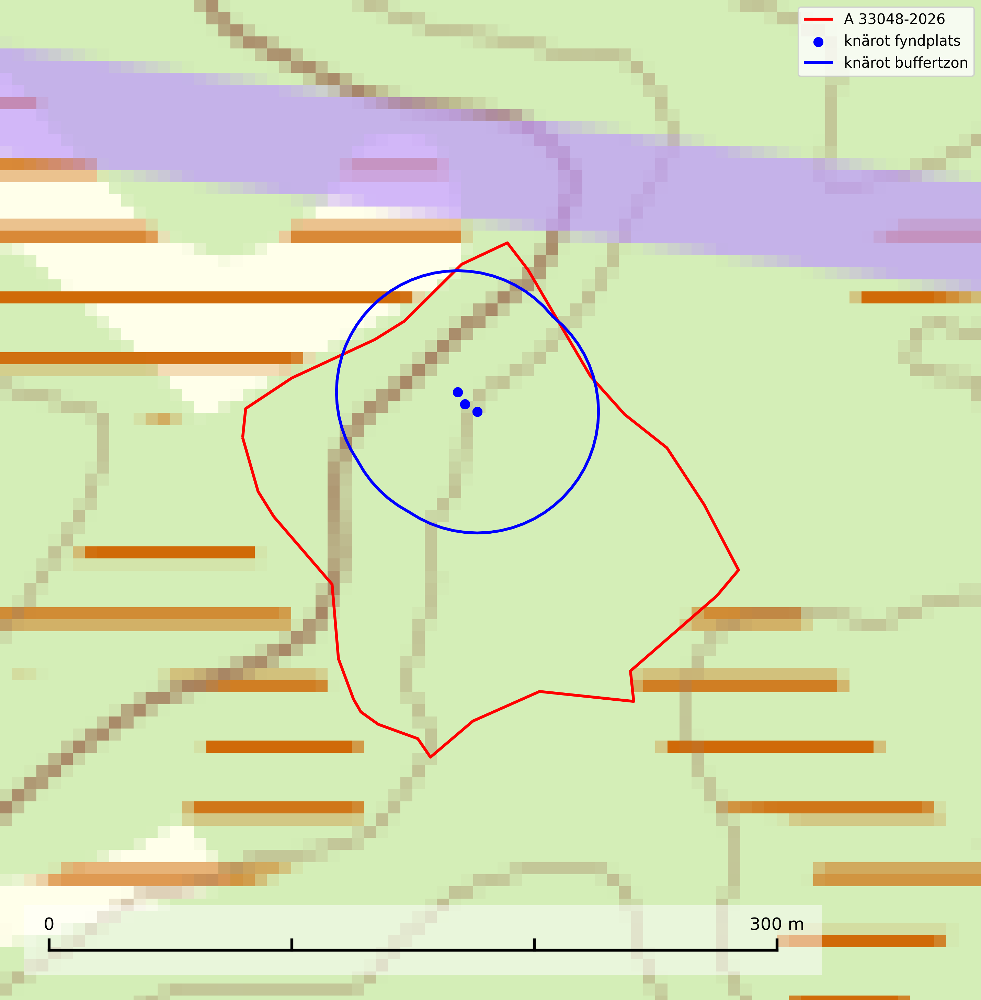 A 33048-2026
knärot fyndplats
knärot buffertzon
0
300 m